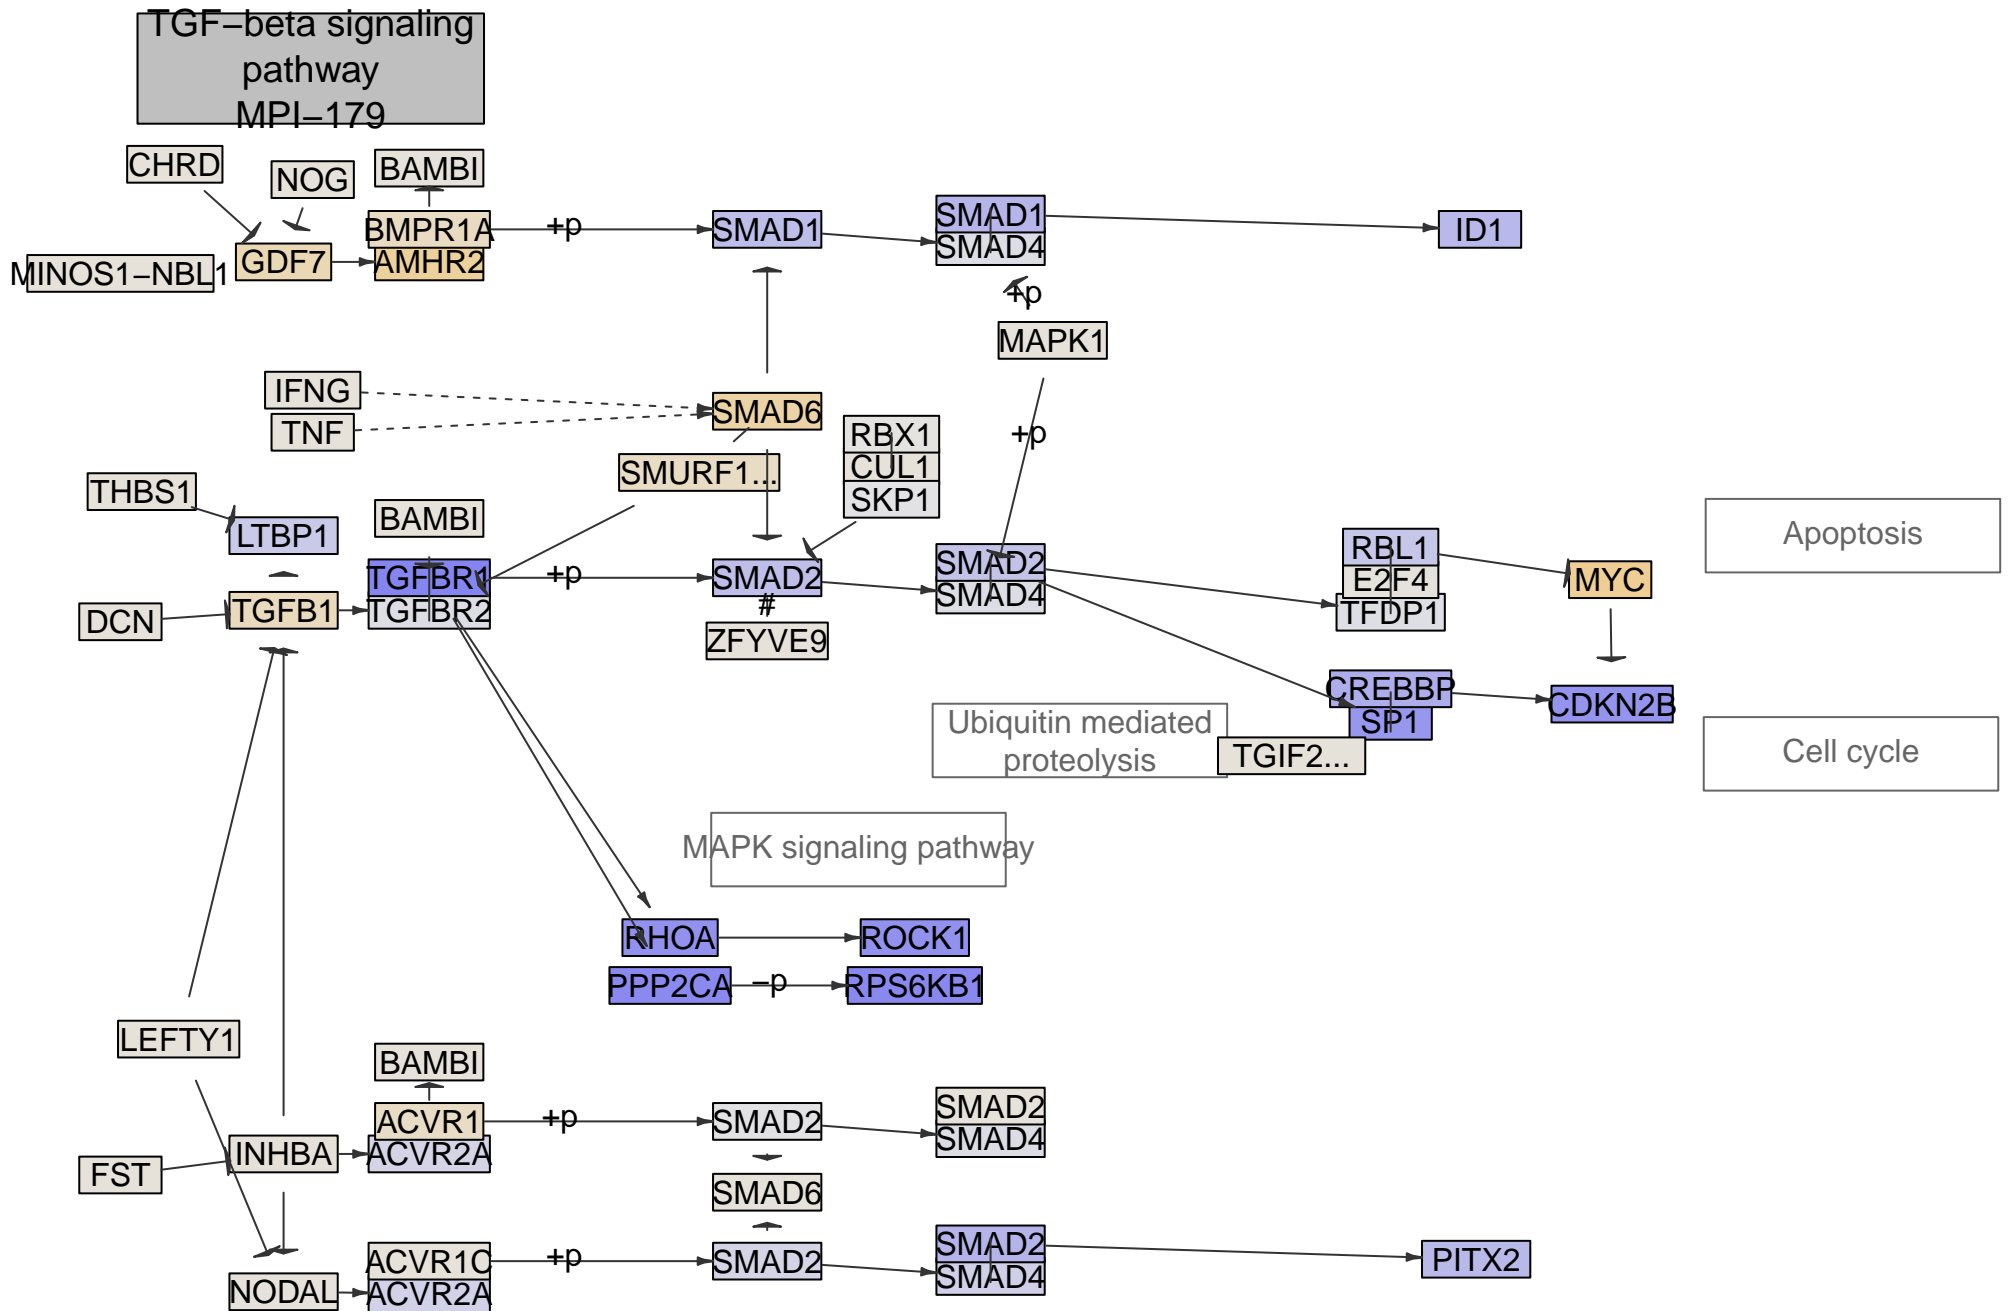 TGF−beta signaling
pathway
MPI−179
CHRD
NOG
BAMBI
BMPR1A
AMHR2
GDF7
MINOS1−NBL1
+p
SMAD1
SMAD1
SMAD4
ID1
+p
MAPK1
IFNG
TNF
SMAD6
RBX1
CUL1
SKP1
+p
SMURF1...
THBS1
LTBP1
BAMBI
TGFBR1
TGFBR2
+p
SMAD2
#
ZFYVE9
SMAD2
SMAD4
RBL1
E2F4
TFDP1
MYC
Apoptosis
DCN
TGFB1
CREBBP
SP1
CDKN2B
TGIF2...
Ubiquitin mediated
proteolysis
Cell cycle
MAPK signaling pathway
RHOA
ROCK1
PPP2CA
−p
RPS6KB1
LEFTY1
BAMBI
ACVR1
ACVR2A
+p
SMAD2
SMAD2
SMAD4
INHBA
FST
SMAD6
ACVR1C
ACVR2A
+p
SMAD2
SMAD2
SMAD4
PITX2
NODAL